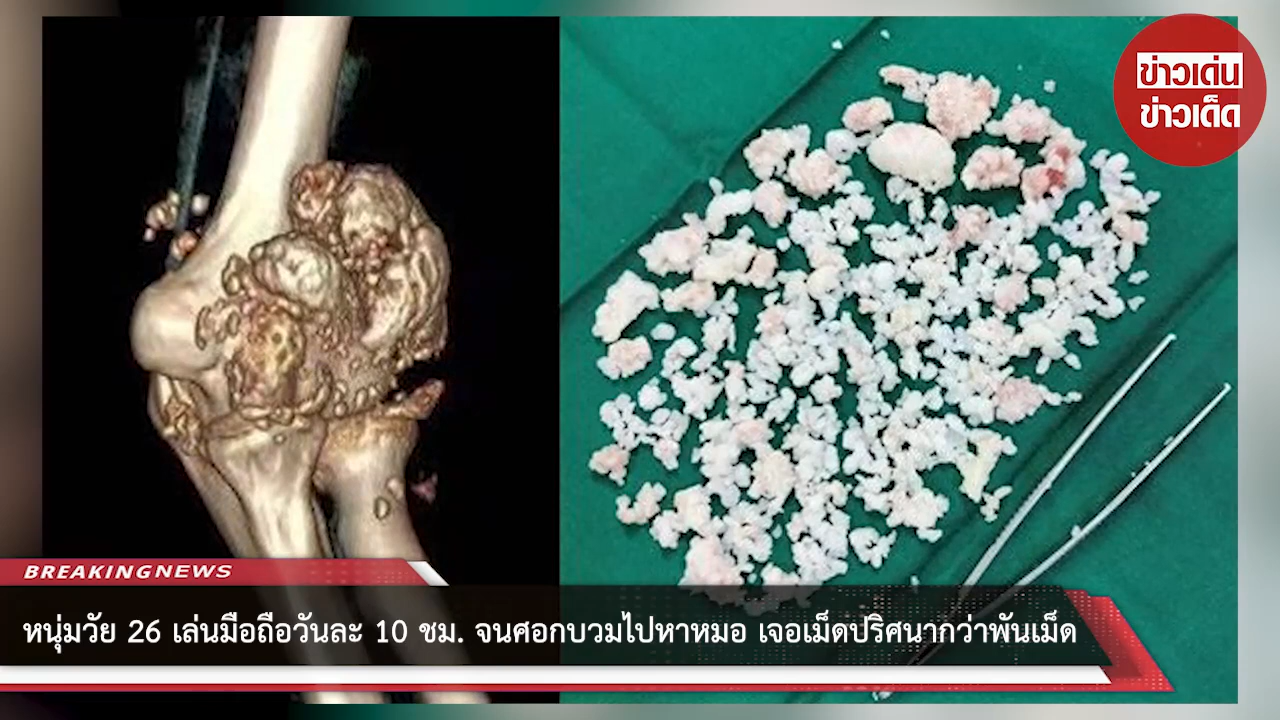 ข่าวเด่น
ข่าวเด็ด
BREAKINGNEWS
หนุ่มวัย 26 เล่นมือถือวันละ 10 ชม. จนศอกบวมไปหาหมอ เจอเม็ดปริศนากว่าพันเม็ด